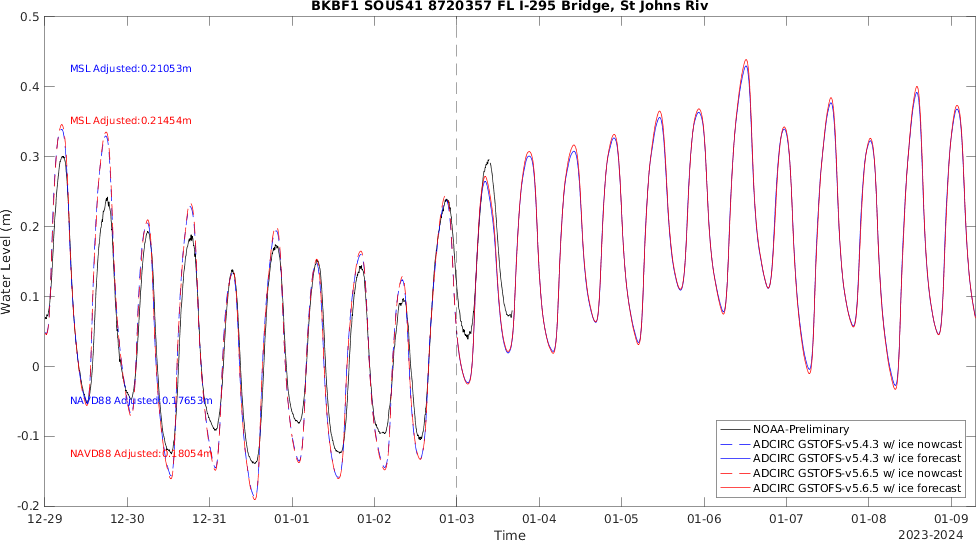 BKBF1 SOUS41 8720357 FL I-295 Bridge, St Johns Riv
0.5
MSL Adjusted:0.21053m
0.4
MSL Adjusted:0.21454m
0.3
0.2
Water Level (m)
0.1
0
NAVD88 Adjusted:0.17653m
-0.1
NAVD88 Adjusted:0.18054m
-0.2
NOAA-Preliminary
ADCIRC GSTOFS-v5.4.3 w/ ice nowcast
ADCIRC GSTOFS-v5.4.3 w/ ice forecast
ADCIRC GSTOFS-v5.6.5 w/ ice nowcast
ADCIRC GSTOFS-v5.6.5 w/ ice forecast
12-29 12-30 12-31 01-01 01-02 01-03 01-04 01-05 01-06 01-07 01-08 01-09
Time
2023-2024